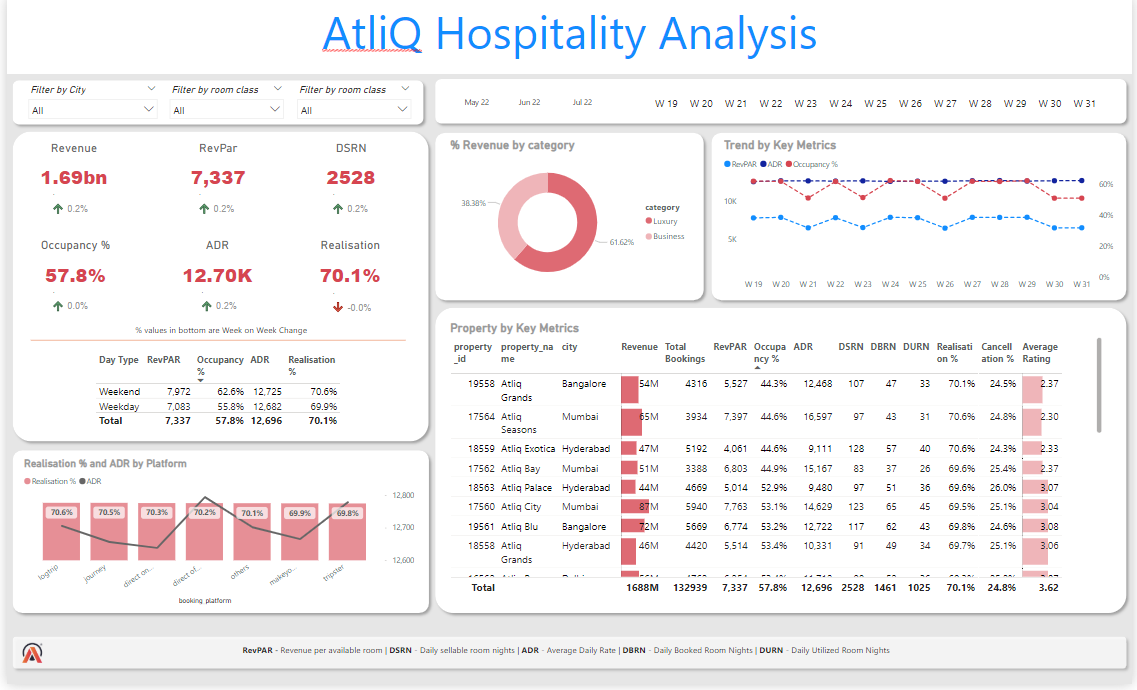 AtliQ Hospitality Analysis
Filter by City
Filter by room class
Filter by room class
All
All
All
May 22 Jun 22 Jul 22
W 19 W 20 W 21 W 22 W 23 W 24 W 25 W 26 W 27 W 28 W 29 W 30 W 31
Revenue RevPar DSRN
1.69bn 7,337 2528
0.2% 0.2% 0.2%
Occupancy % ADR Realisation
57.8% 12.70K 70.1%
0.0% 0.2% -0.0%
% values in bottom are Week on Week Change
Day Type RevPAR Occupancy % ADR Realisation %
Weekend 7,972 62.6% 12,725 70.6%
Weekday 7,083 55.8% 12,682 69.9%
Total 7,337 57.8% 12,696 70.1%
% Revenue by category
38.38%
61.62%
category
Luxury
Business
Trend by Key Metrics
RevPAR ADR Occupancy %
10K
5K
60%
40%
20%
0%
W 19 W 20 W 21 W 22 W 23 W 24 W 25 W 26 W 27 W 28 W 29 W 30 W 31
Realisation % and ADR by Platform
Realisation % ADR
70.6% 70.5% 70.3% 70.2% 70.1% 69.9% 69.8%
12,800
12,700
12,600
logtrip journey direct on... direct of... others makeyo... tripster
booking platform
Property by Key Metrics
property_id property_name city Revenue Total Bookings RevPAR Occupancy % ADR DSRN DBRN DURN Realisation % Cancellation % Average Rating
19558 Atliq Grands Bangalore 54M 4316 5,527 44.3% 12,468 107 47 33 70.1% 24.5% 2.37
17564 Atliq Seasons Mumbai 65M 3934 7,397 44.6% 16,597 97 43 31 70.6% 24.8% 2.30
18559 Atliq Exotica Hyderabad 47M 5192 4,061 44.6% 9,111 128 57 40 70.6% 24.3% 2.33
17562 Atliq Bay Mumbai 51M 3388 6,803 44.9% 15,167 83 37 26 69.6% 25.4% 2.37
18563 Atliq Palace Hyderabad 44M 4669 5,014 52.9% 9,480 97 51 36 69.6% 26.0% 3.07
17560 Atliq City Mumbai 87M 5940 7,763 53.1% 14,629 123 65 45 69.5% 25.1% 3.04
19561 Atliq Blu Bangalore 72M 5669 6,774 53.2% 12,722 117 62 43 69.8% 24.6% 3.08
18558 Atliq Grands Hyderabad 46M 4420 5,514 53.4% 10,331 91 49 34 69.7% 25.1% 3.06
Total 1688M 132939 7,337 57.8% 12,696 2528 1461 1025 70.1% 24.8% 3.62
RevPAR - Revenue per available room | DSRN - Daily sellable room nights | ADR - Average Daily Rate | DBRN - Daily Booked Room Nights | DURN - Daily Utilized Room Nights